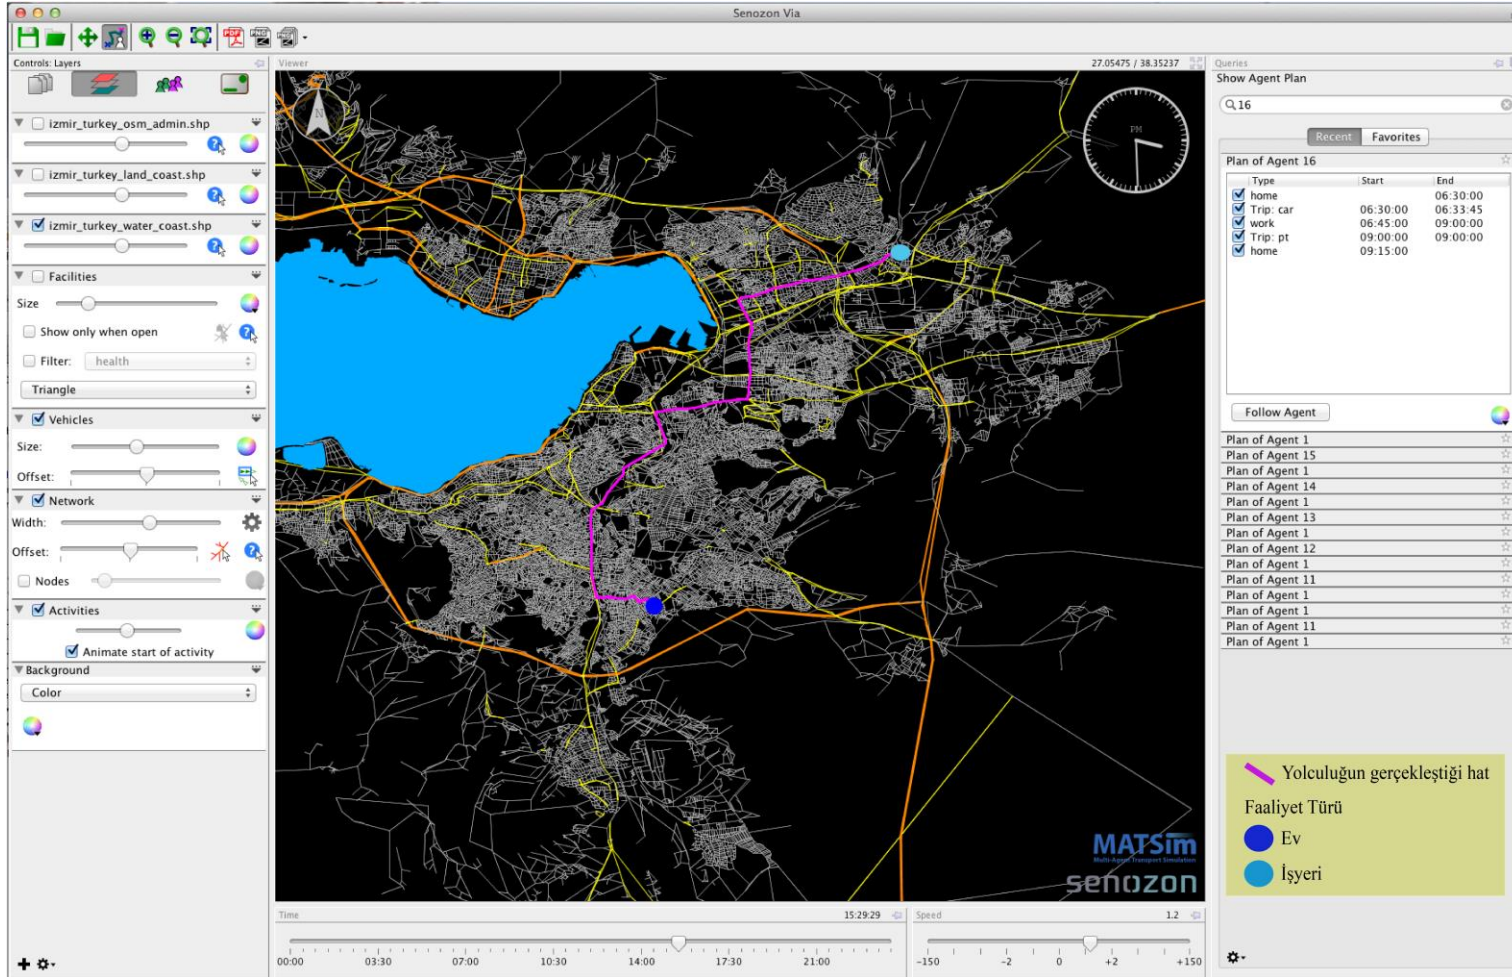 Senozon Via
Controls: Layers
izmir_turkey_osm_admin.shp
izmir_turkey_land_coast.shp
izmir_turkey_water_coast.shp
Facilities
Size
Show only when open
Filter: health
Triangle
Vehicles
Size:
Offset:
Network
Width:
Offset:
Nodes
Activities
Animate start of activity
Background
Color
Viewer
27.05475 / 38.35237
N
PM
MATSim
Multi-Agent Transport Simulation
senozon
Time
15:29:29
00:00 03:30 07:00 10:30 14:00 17:30 21:00
Speed
1.2
-150 -2 0 +2 +150
Queries
Show Agent Plan
16
Recent Favorites
Plan of Agent 16
Type Start End
home 06:30:00
Trip: car 06:30:00 06:33:45
work 06:45:00 09:00:00
Trip: pt 09:00:00 09:00:00
home 09:15:00
Follow Agent
Plan of Agent 1
Plan of Agent 15
Plan of Agent 1
Plan of Agent 14
Plan of Agent 1
Plan of Agent 13
Plan of Agent 1
Plan of Agent 12
Plan of Agent 1
Plan of Agent 11
Plan of Agent 1
Plan of Agent 1
Plan of Agent 11
Plan of Agent 1
Yolculuğun gerçekleştiği hat
Faaliyet Türü
Ev
İşyeri